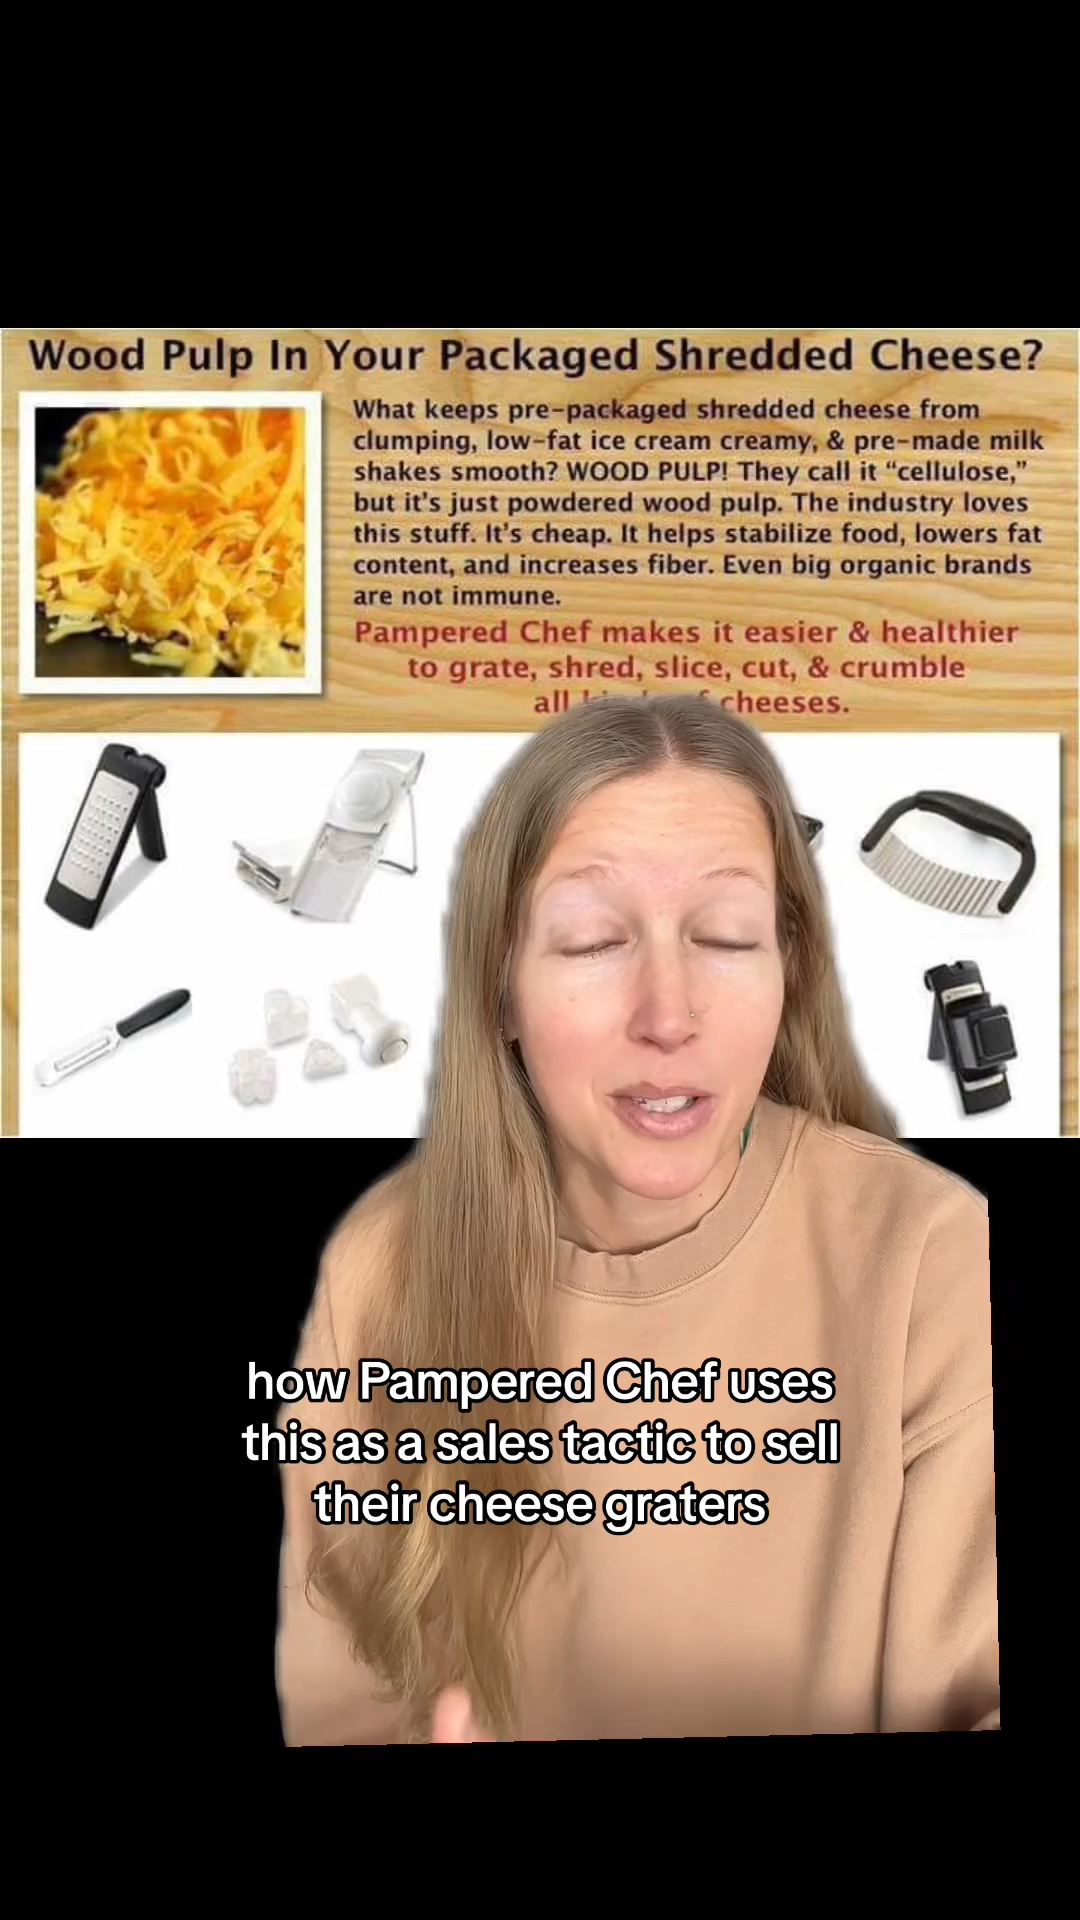 Wood Pulp In Your Packaged Shredded Cheese?
What keeps pre-packaged shredded cheese from
clumping, low-fat ice cream creamy, & pre-made milk
shakes smooth? WOOD PULP! They call it “cellulose,”
but it's just powdered wood pulp. The industry loves
this stuff. It's cheap. It helps stabilize food, lowers fat
content, and increases fiber. Even big organic brands
are not immune.
Pampered Chef makes it easier & healthier
to grate, shred, slice, cut, & crumble
all cheeses.
how Pampered Chef uses
this as a sales tactic to sell
their cheese graters